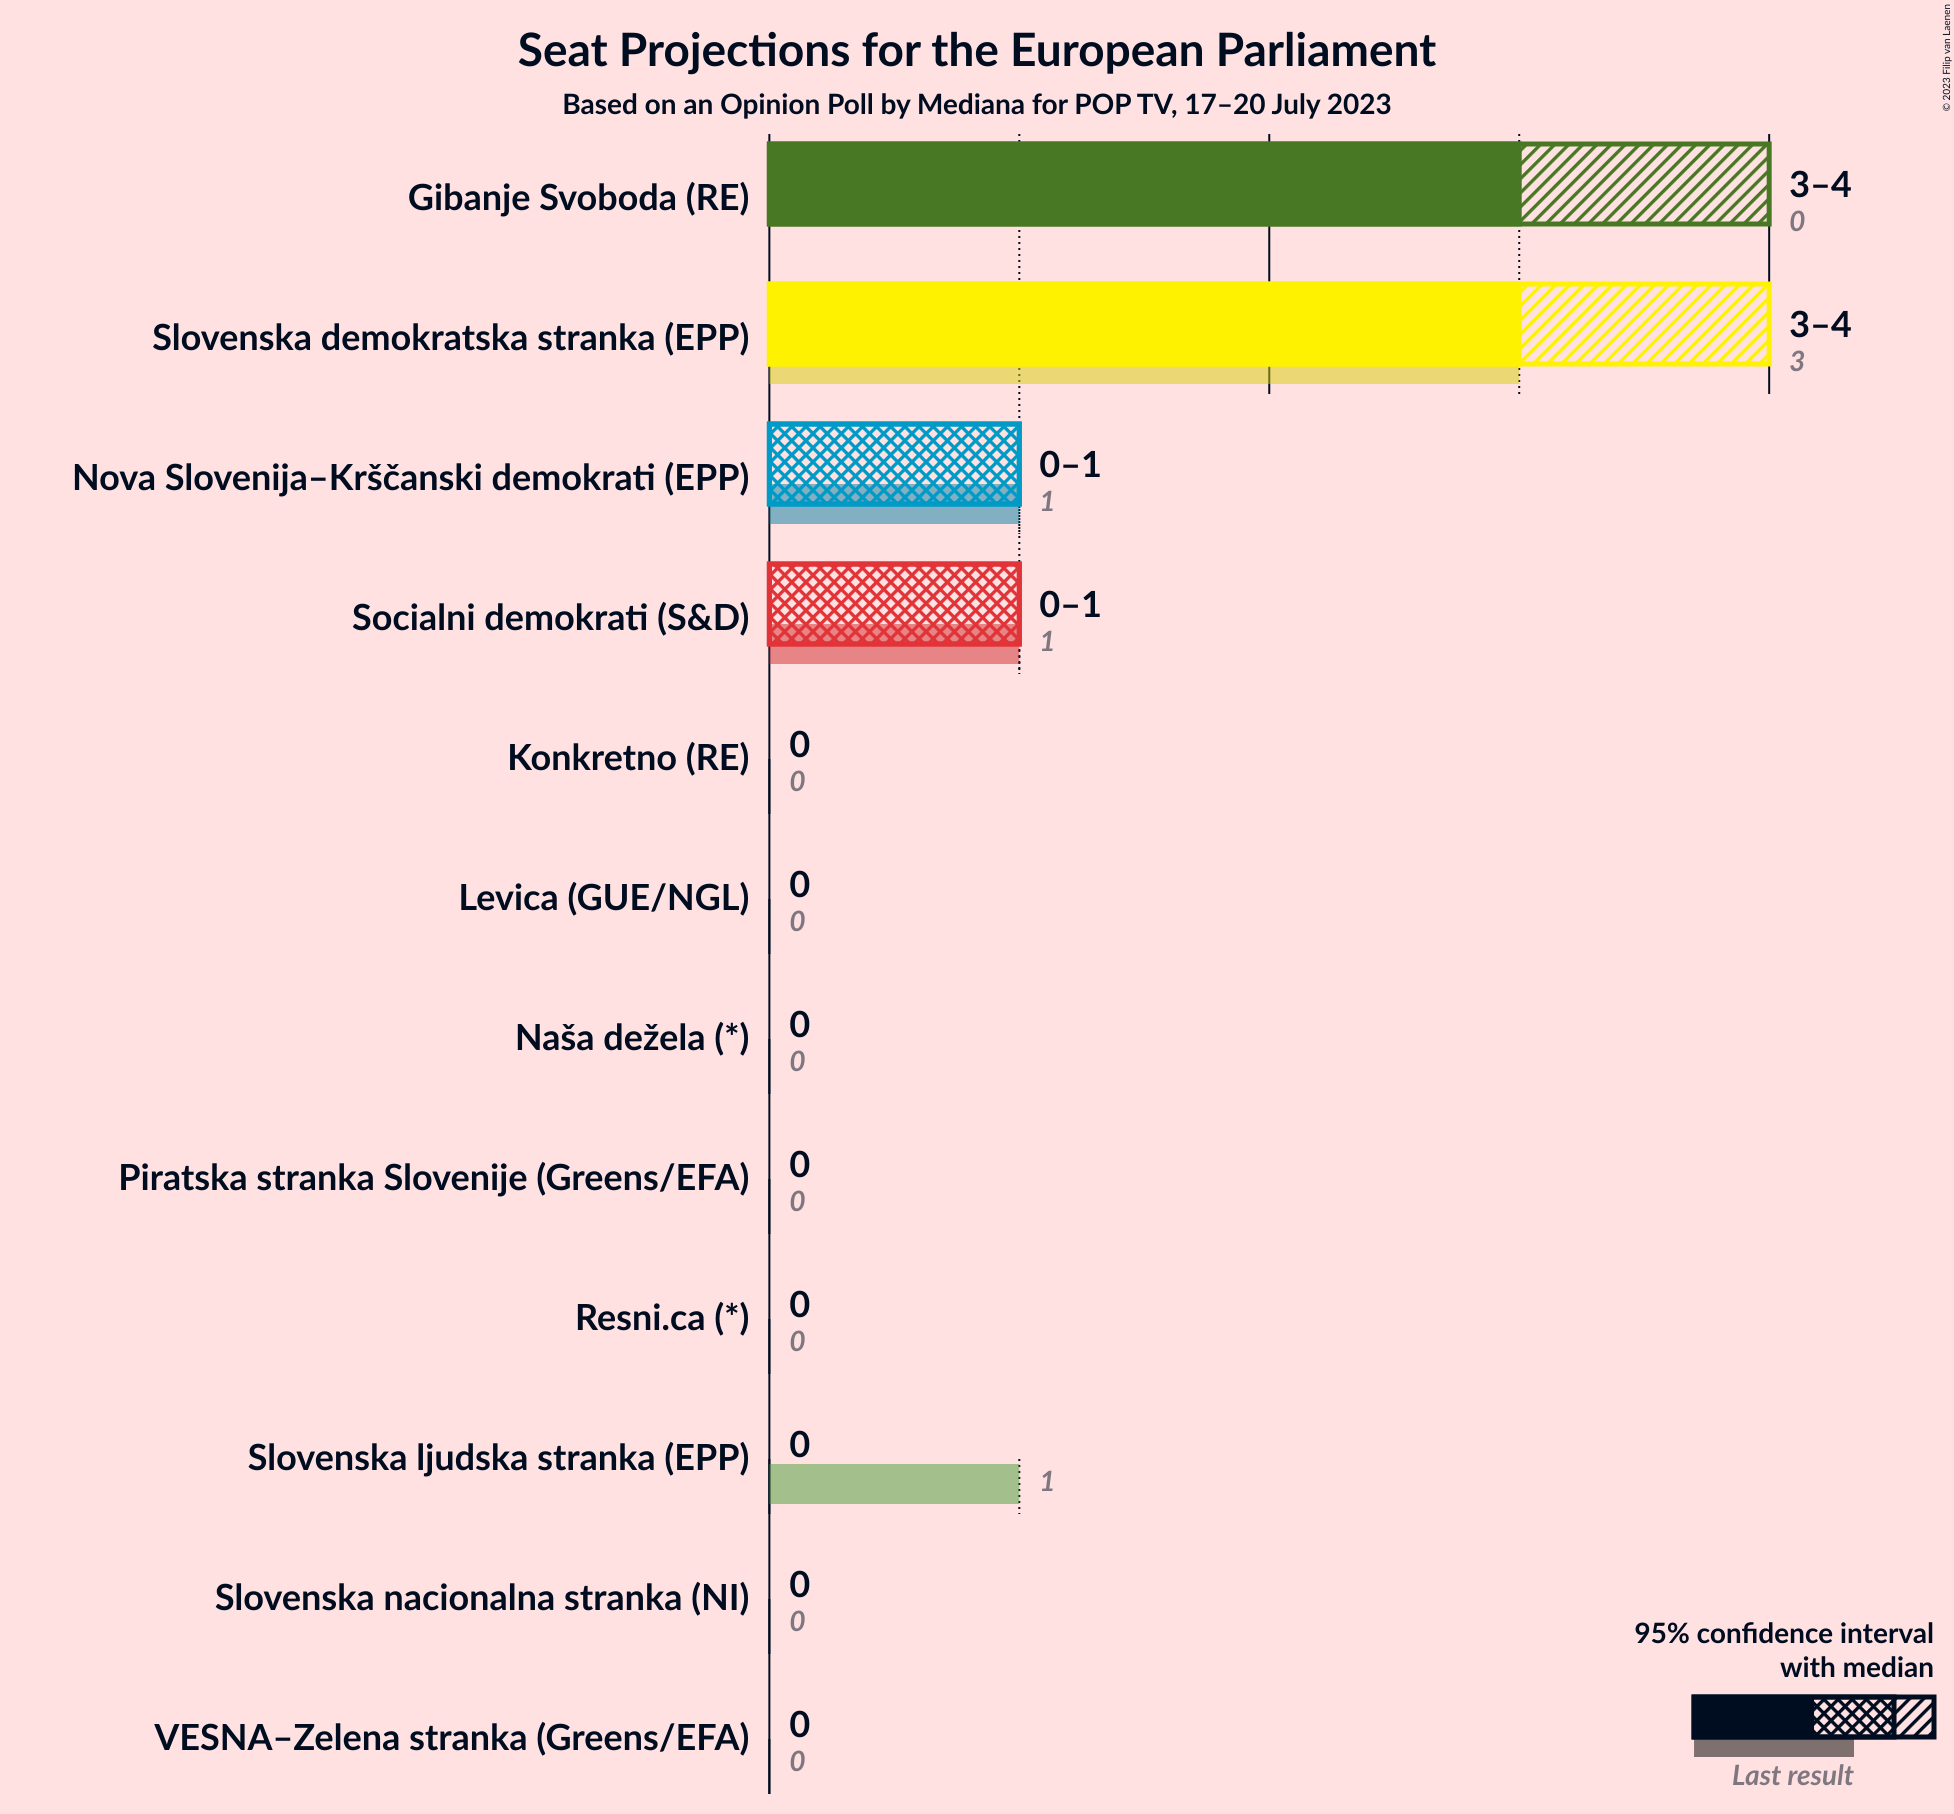 Seat Projections for the European Parliament
Based on an Opinion Poll by Mediana for POP TV, 17–20 July 2023
© 2023 Filip van Laenen
Gibanje Svoboda (RE)
3–4
0
Slovenska demokratska stranka (EPP)
3–4
3
Nova Slovenija–Krščanski demokrati (EPP)
0–1
1
Socialni demokrati (S&D)
0–1
1
Konkretno (RE)
0
0
Levica (GUE/NGL)
0
0
Naša dežela (*)
0
0
Piratska stranka Slovenije (Greens/EFA)
0
0
Resni.ca (*)
0
0
Slovenska ljudska stranka (EPP)
0
1
Slovenska nacionalna stranka (NI)
0
0
VESNA–Zelena stranka (Greens/EFA)
0
0
95% confidence interval
with median
Last result